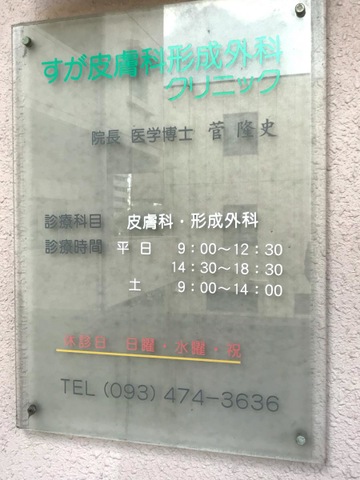 すが皮膚科形成外科
クリニック
院長 医学博士 菅 隆史
診療科目 皮膚科・形成外科
診療時間 平日 9:00〜12:30
14:30〜18:30
土 9:00〜14:00
休診日 日曜・水曜・祝
TEL (093) 474-3636